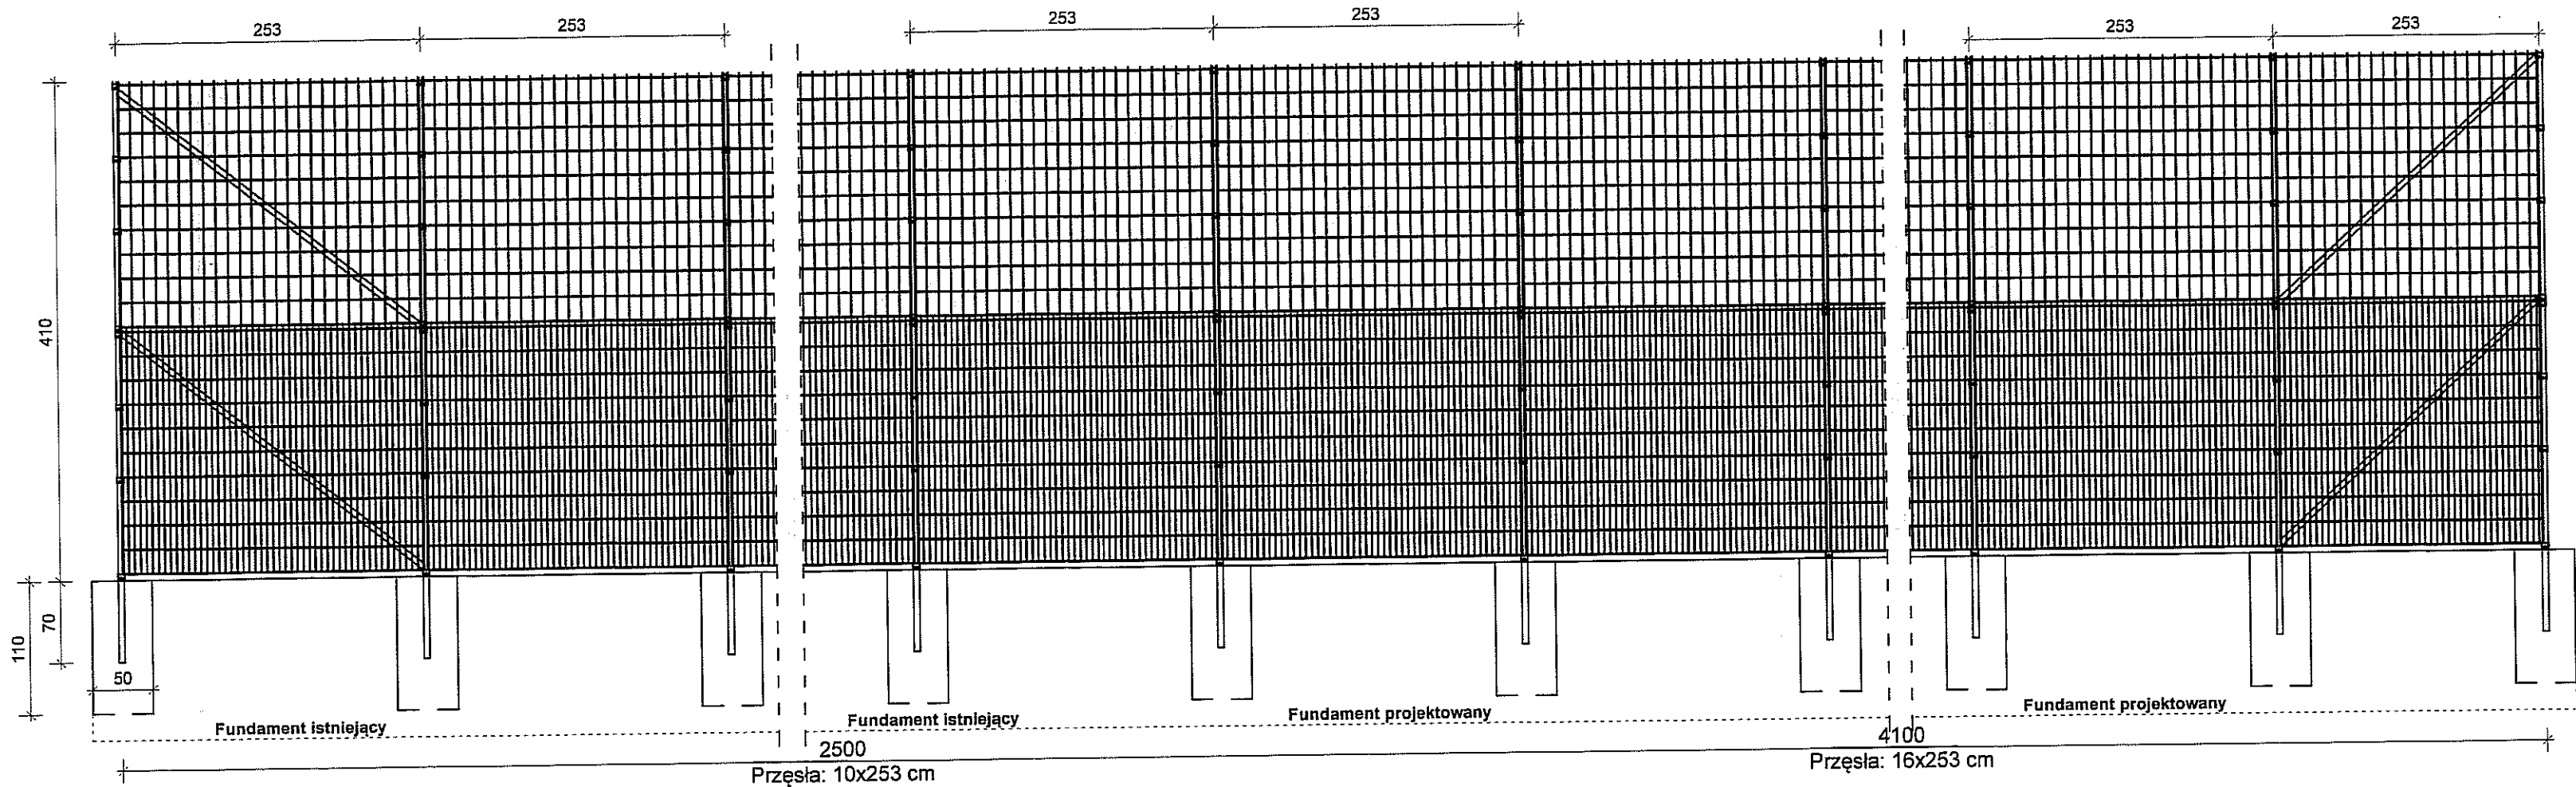 253
253
253
253
253
253
410
70
110
50
Fundament istniejący
Fundament istniejący
Fundament projektowany
Fundament projektowany
2500
4100
Przęsła: 10x253 cm
Przęsła: 16x253 cm